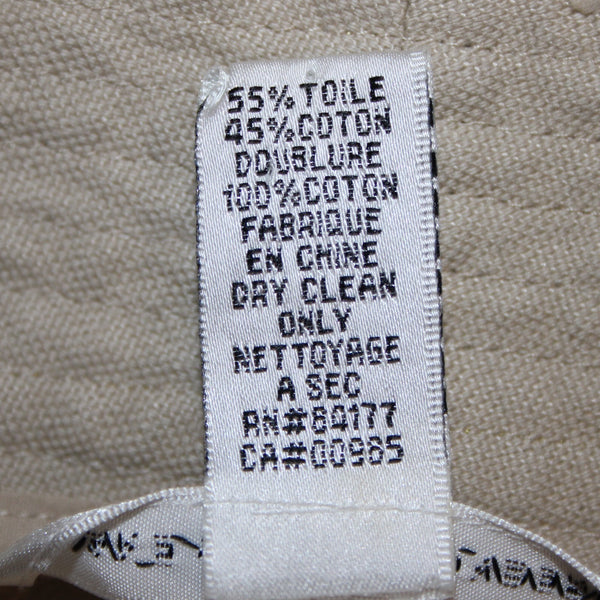 55% TOILE
45% COTON
DOUBLURE
100% COTON
FABRIQUE
EN CHINE
DRY CLEAN
ONLY
NETTOYAGE
A SEC
RN#84177
CA#00985